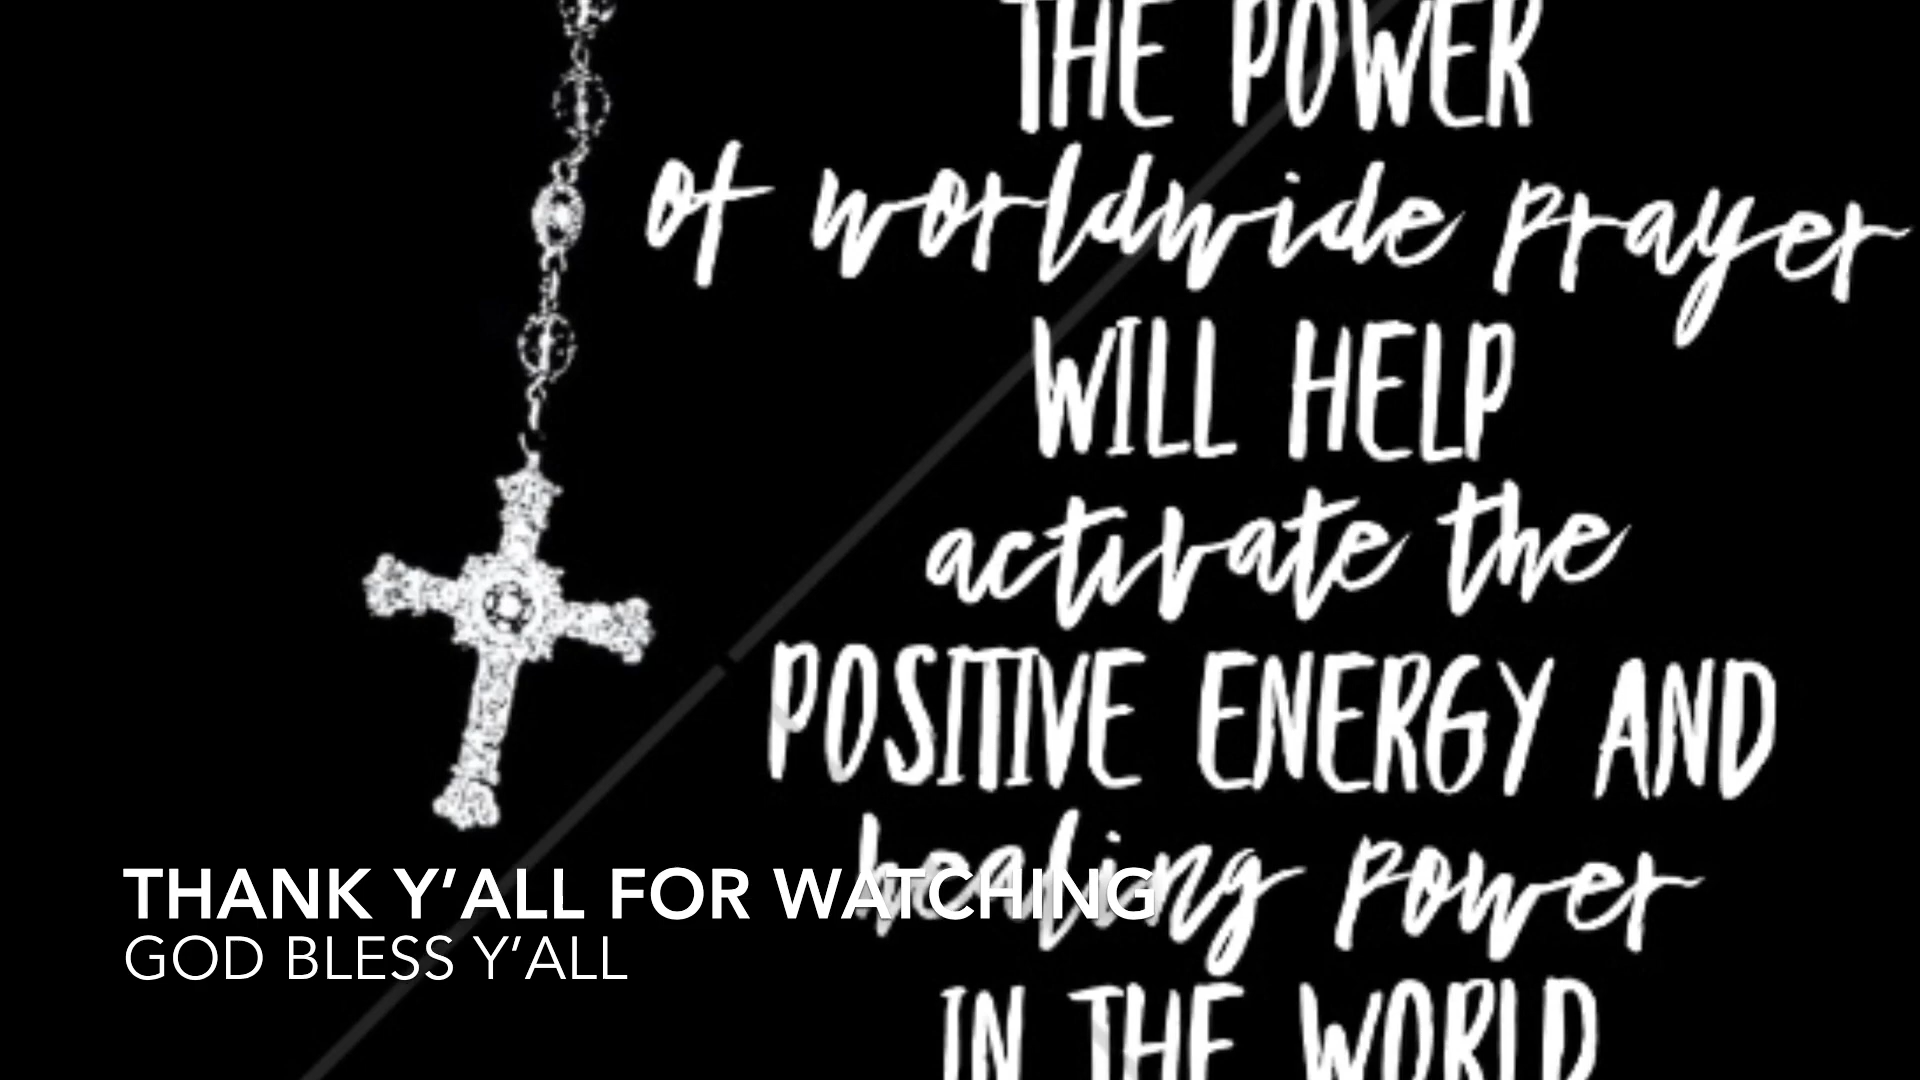 THE POWER
of worldwide prayer
WILL HELP
activate the
POSITIVE ENERGY AND
healing power
IN THE WORLD
THANK Y’ALL FOR WATCHING
GOD BLESS Y’ALL